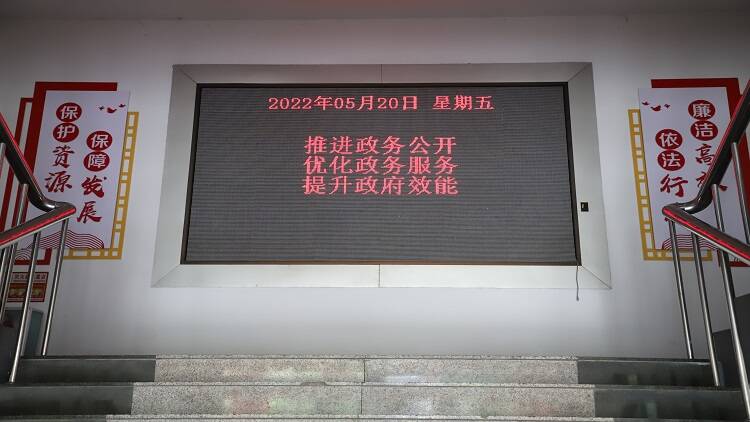 2022年05月20日 星期五
推进政务公开
优化政务服务
提升政府效能
保护资源
保障发展
廉洁高
依法行